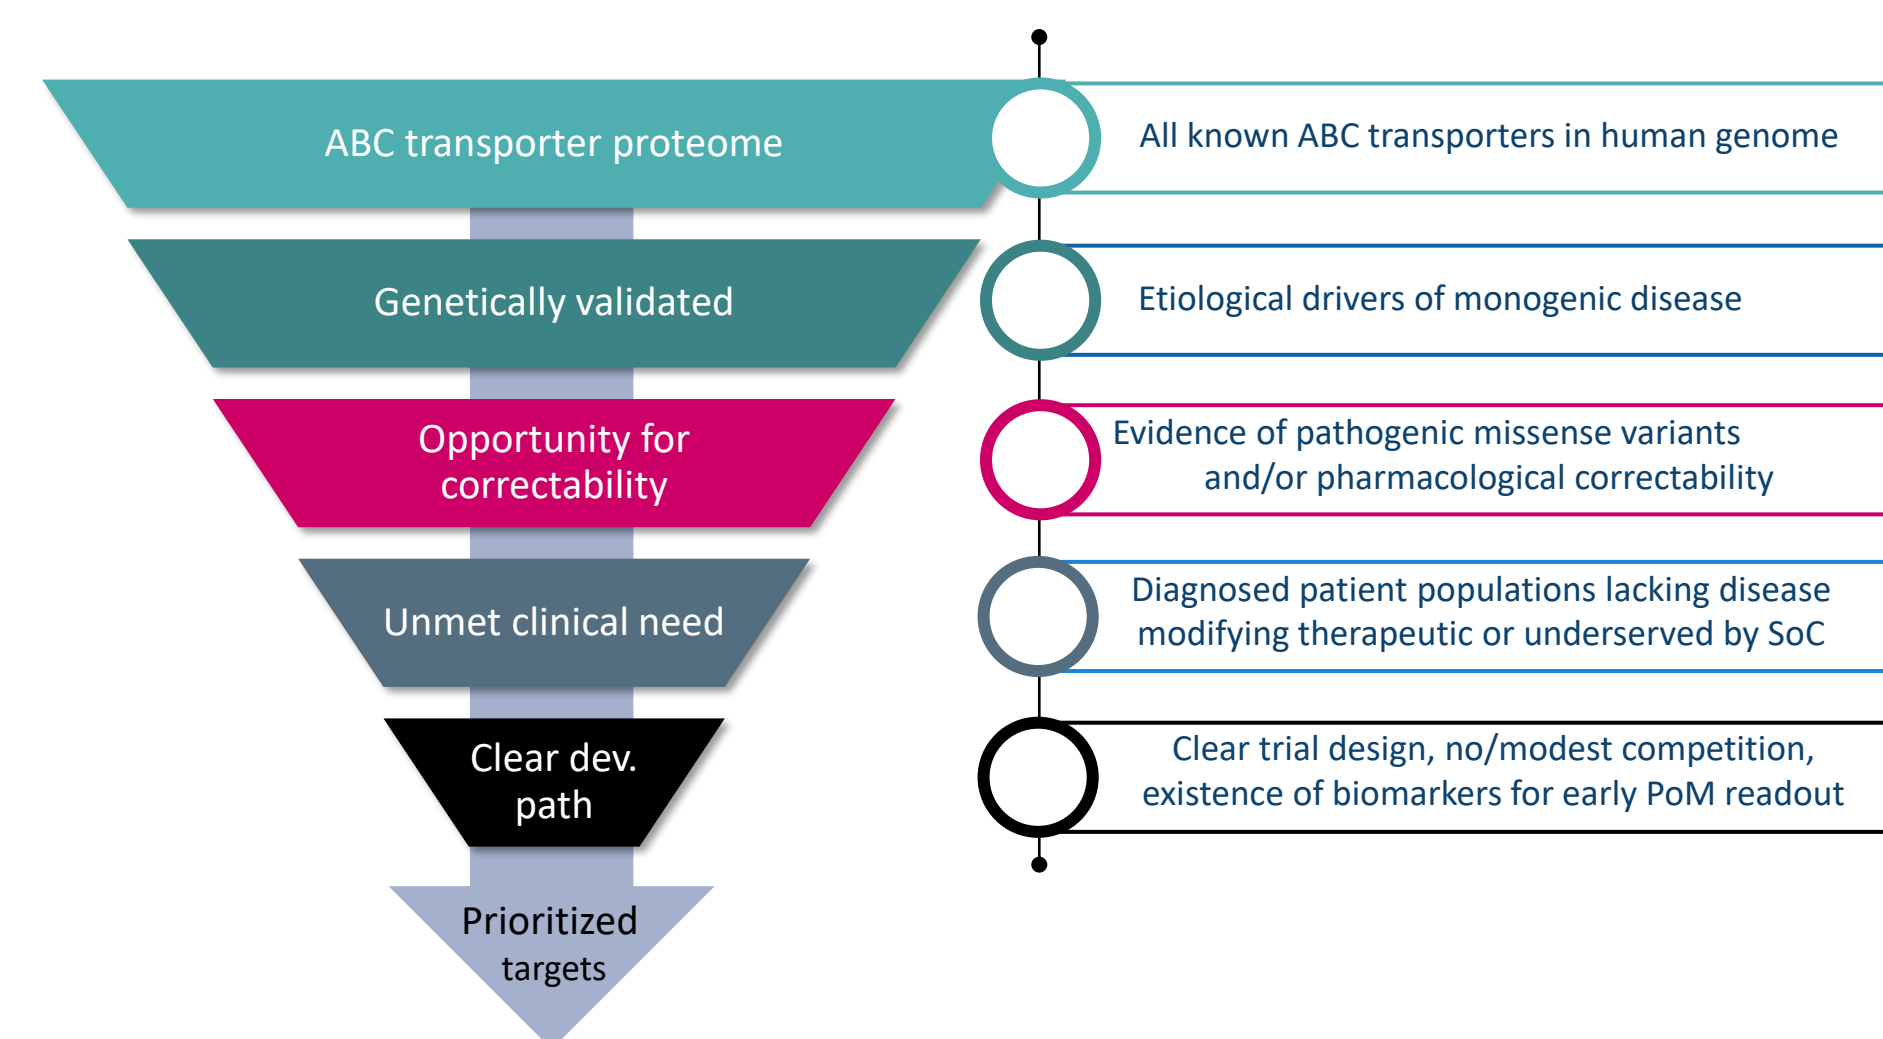 ABC transporter proteome
All known ABC transporters in human genome
Genetically validated
Etiological drivers of monogenic disease
Opportunity for
correctability
Evidence of pathogenic missense variants
and/or pharmacological correctability
Unmet clinical need
Diagnosed patient populations lacking disease
modifying therapeutic or underserved by SoC
Clear dev.
path
Clear trial design, no/modest competition,
existence of biomarkers for early PoM readout
Prioritized
targets